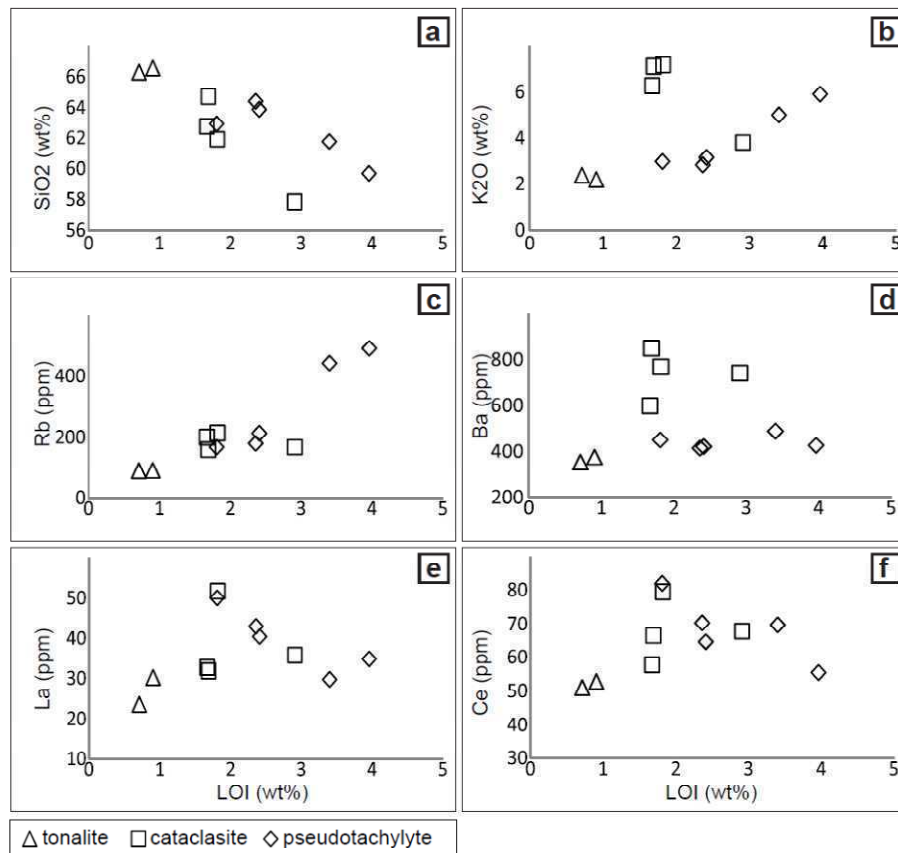 a
66
64
62
60
58
56
SiO2 (wt%)
0 1 2 3 4 5
b
6
4
2
0
K2O (wt%)
0 1 2 3 4 5
c
400
200
0
Rb (ppm)
0 1 2 3 4 5
d
800
600
400
200
Ba (ppm)
0 1 2 3 4 5
e
50
40
30
20
10
La (ppm)
0 1 2 3 4 5
LOI (wt%)
f
80
70
60
50
40
30
Ce (ppm)
0 1 2 3 4 5
LOI (wt%)
tonalite cataclasite pseudotachylyte